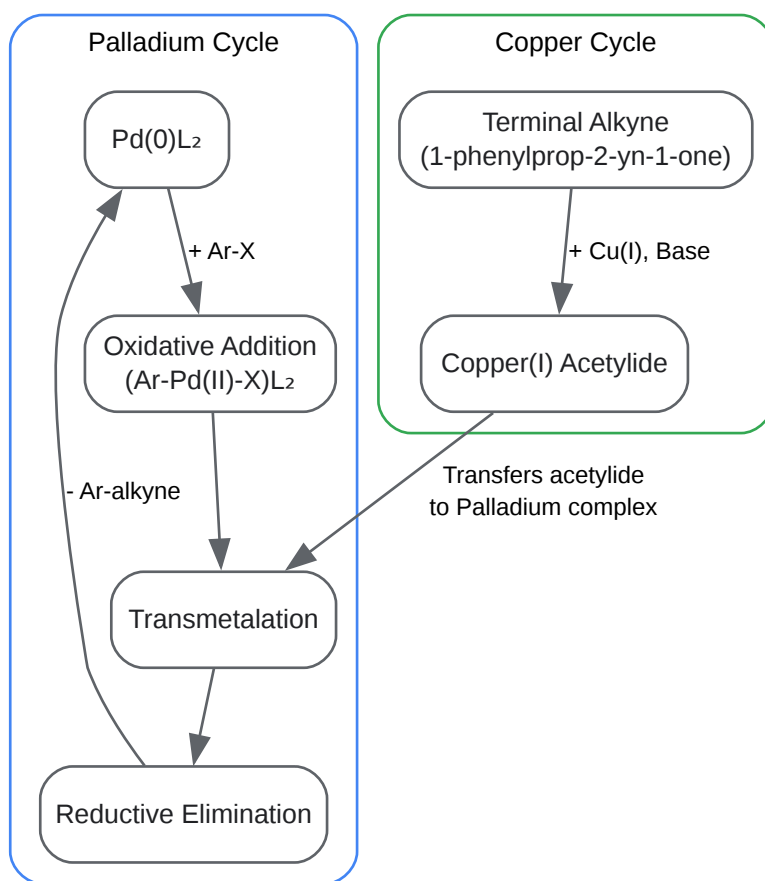 Palladium Cycle
Pd(0)L₂
+ Ar-X
Oxidative Addition
(Ar-Pd(II)-X)L₂
- Ar-alkyne
Transmetalation
Reductive Elimination
Copper Cycle
Terminal Alkyne
(1-phenylprop-2-yn-1-one)
+ Cu(I), Base
Copper(I) Acetylide
Transfers acetylide
to Palladium complex